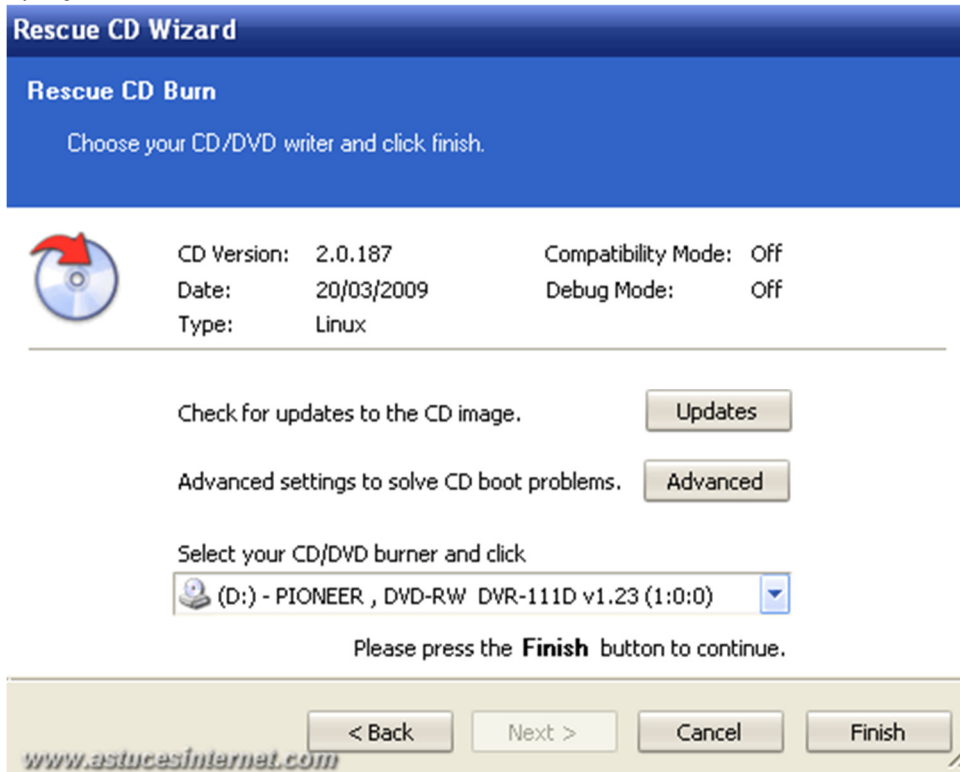 Rescue CD Wizard
Rescue CD Burn
Choose your CD/DVD writer and click finish.
CD Version: 2.0.187 Compatibility Mode: Off
Date: 20/03/2009 Debug Mode: Off
Type: Linux
Check for updates to the CD image. Updates
Advanced settings to solve CD boot problems. Advanced
Select your CD/DVD burner and click
(D:) - PIONEER , DVD-RW DVR-111D v1.23 (1:0:0)
Please press the Finish button to continue.
< Back Next > Cancel Finish
www.astucesinternet.com